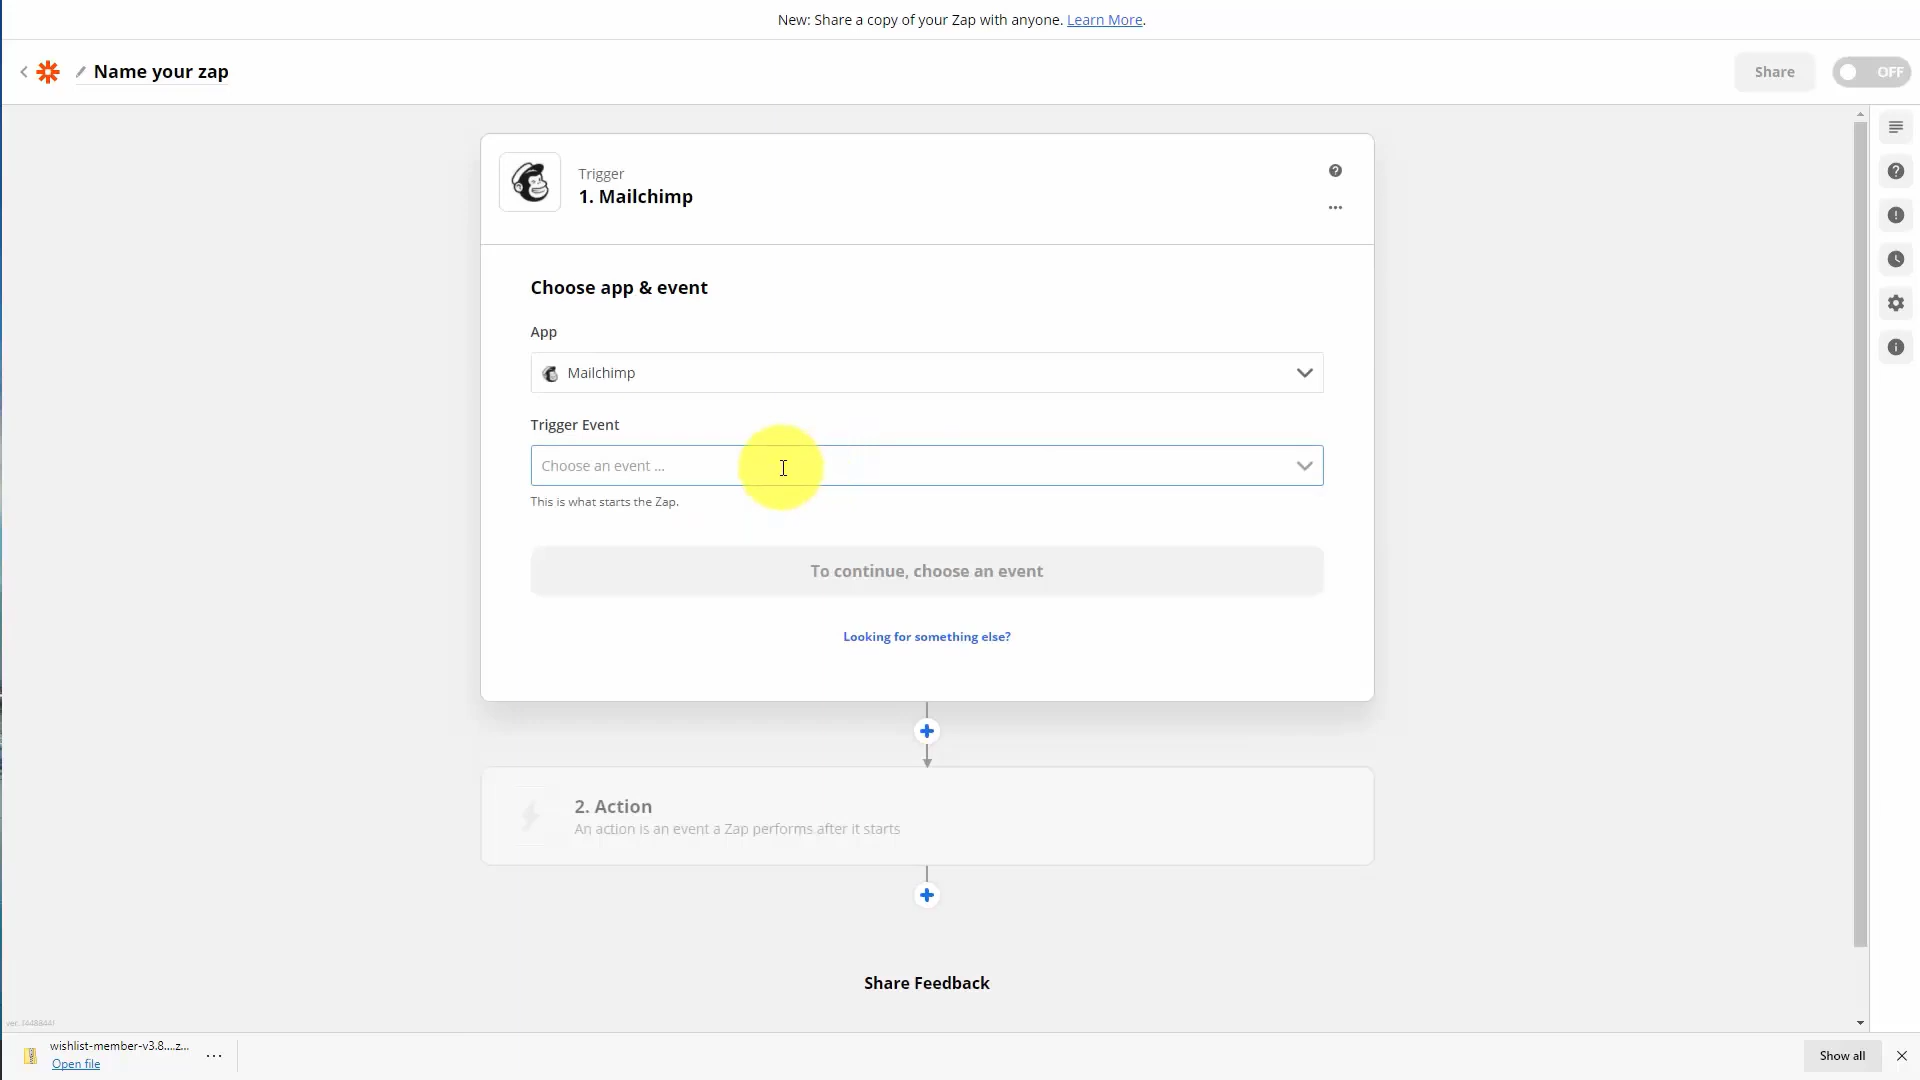 New: Share a copy of your Zap with anyone. Learn More.
Name your zap
Share
OFF
Trigger
1. Mailchimp
Choose app & event
App
Mailchimp
Trigger Event
Choose an event ...
This is what starts the Zap.
To continue, choose an event
Looking for something else?
2. Action
An action is an event a Zap performs after it starts
Share Feedback
wishlist-member-v3.8....z...
Open file
Show all